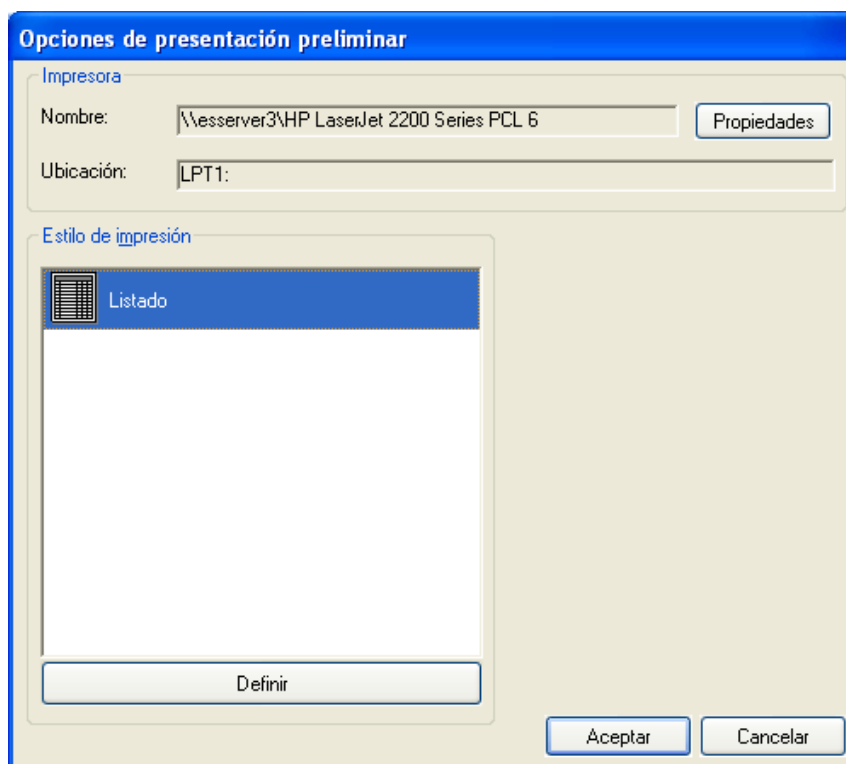 Opciones de presentación preliminar
Impresora
Nombre: \\esserver3\HP LaserJet 2200 Series PCL 6 Propiedades
Ubicación: LPT1:
Estilo de impresión
Listado
Definir
Aceptar Cancelar